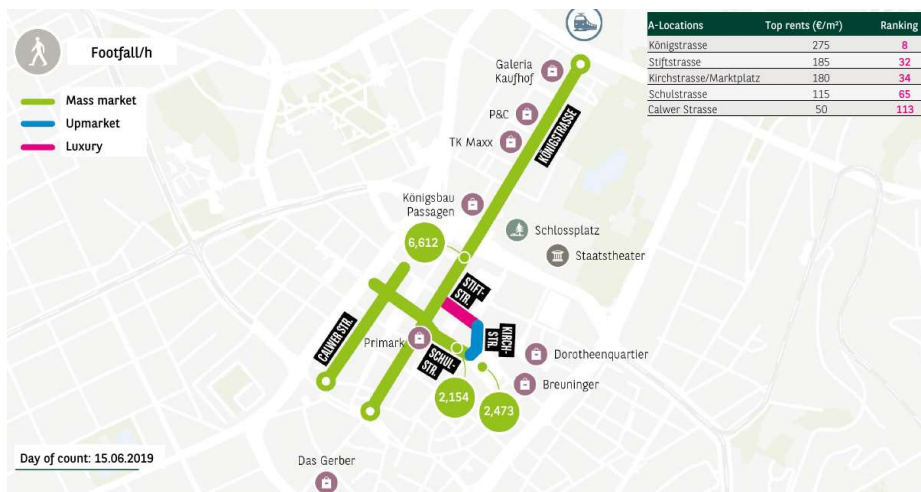 Footfall/h
Mass market
Upmarket
Luxury
A-Locations Top rents (€/m²) Ranking
Königstrasse 275 8
Stiftstrasse 185 32
Kirchstrasse/Marktplatz 180 34
Schulstrasse 115 65
Calwer Strasse 50 113
Galeria
Kaufhof
P&C
TK Maxx
KÖNIGSTRASSE
Königsbau
Passagen
Schlossplatz
Staatstheater
6,612
STIFT-
STR.
CALWER STR.
KIRCH-
STR.
Primark
SCHUL-
STR.
Dorotheenquartier
Breuninger
2,154
2,473
Day of count: 15.06.2019
Das Gerber